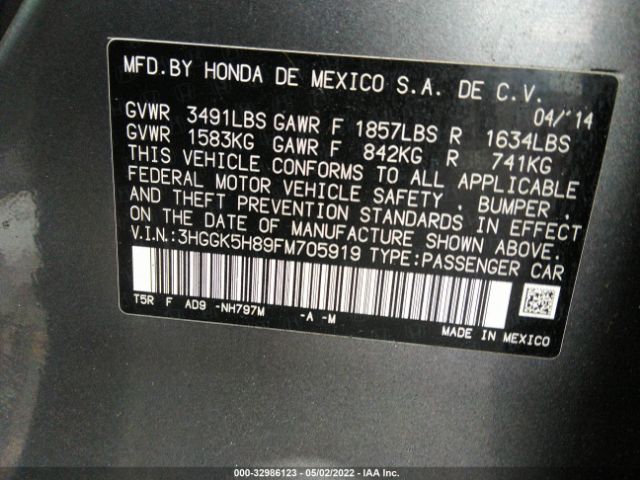 MFD.BY HONDA DE MEXICO S.A. DE C.V.
04/14
GVWR 3491LBS GAWR F 1857LBS R 1634LBS
GVWR 1583KG GAWR F 842KG R 741KG
THIS VEHICLE CONFORMS TO ALL APPLICABLE
FEDERAL MOTOR VEHICLE SAFETY , BUMPER ,
AND THEFT PREVENTION STANDARDS IN EFFECT
ON THE DATE OF MANUFACTURE SHOWN ABOVE.
V.I.N.:3HGGK5H89FM705919 TYPE:PASSENGER CAR
T5R F AD9 -NH797M -A -M
MADE IN MEXICO
000-32986123 - 05/02/2022 - IAA Inc.